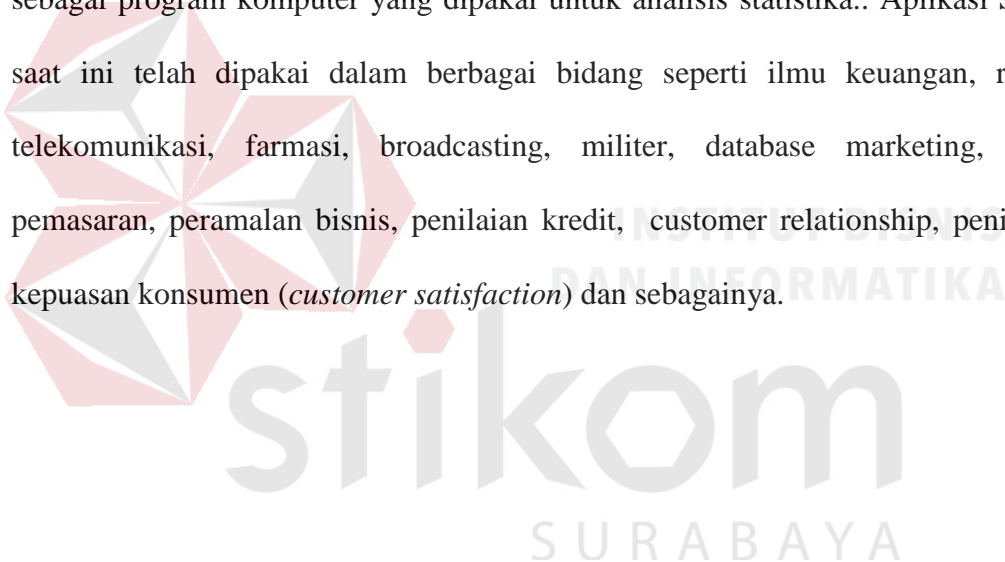 sebagai program komputer yang dipakai untuk analisis statistika.. Aplikasi
saat ini telah dipakai dalam berbagai bidang seperti ilmu keuangan,
telekomunikasi, farmasi, broadcasting, militer, database marketing,
pemasaran, peramalan bisnis, penilaian kredit, customer relationship,
kepuasan konsumen (customer satisfaction) dan sebagainya.
INSTITUT BISNIS
DAN INFORMATIKA
stikom
SURABAYA